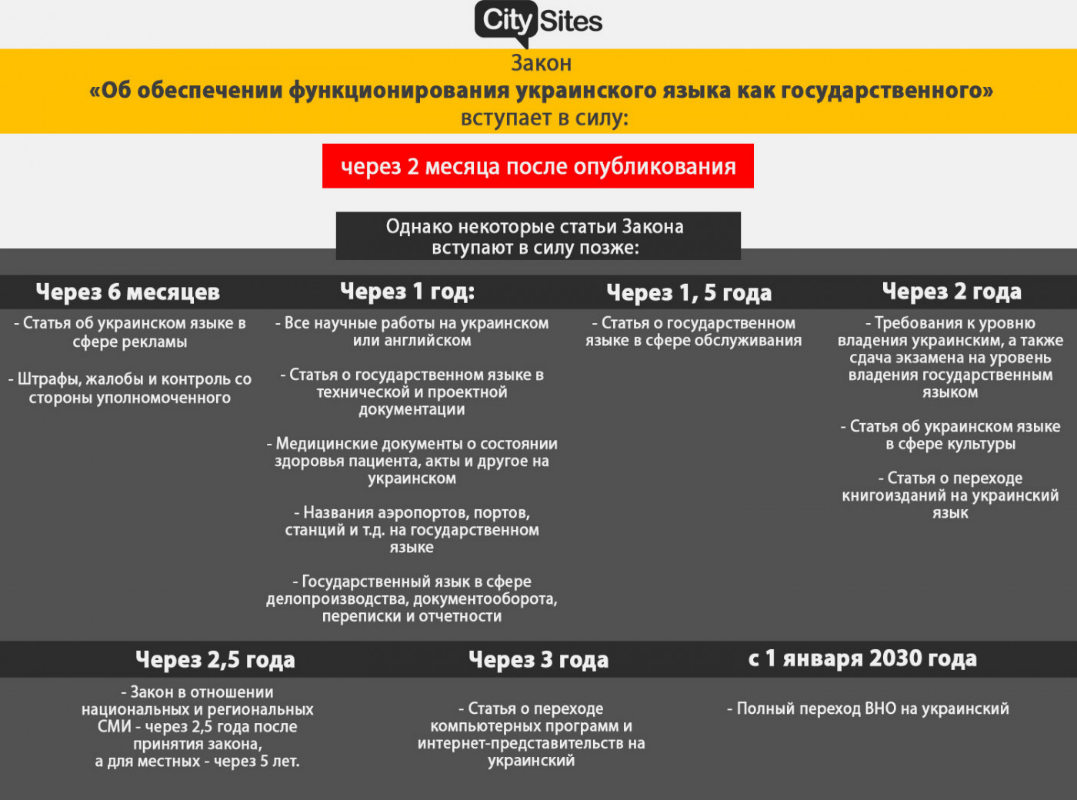 City Sites
Закон
«Об обеспечении функционирования украинского языка как государственного»
вступает в силу:
через 2 месяца после опубликования
Однако некоторые статьи Закона
вступают в силу позже:
Через 6 месяцев
- Статья об украинском языке в
сфере рекламы
- Штрафы, жалобы и контроль со
стороны уполномоченного
Через 1 год:
- Все научные работы на украинском
или английском
- Статья о государственном языке в
технической и проектной
документации
- Медицинские документы о состоянии
здоровья пациента, акты и другое на
украинском
- Названия аэропортов, портов,
станций и т.д. на государственном
языке
- Государственный язык в сфере
делопроизводства, документооборота,
переписки и отчетности
Через 1, 5 года
- Статья о государственном
языке в сфере обслуживания
Через 2 года
- Требования к уровню
владения украинским, а также
сдача экзамена на уровень
владения государственным
языком
- Статья об украинском языке
в сфере культуры
- Статья о переходе
книгоизданий на украинский
язык
Через 2,5 года
- Закон в отношении
национальных и региональных
СМИ - через 2,5 года после
принятия закона,
а для местных - через 5 лет.
Через 3 года
- Статья о переходе
компьютерных программ и
интернет-представительств на
украинский
с 1 января 2030 года
- Полный переход ВНО на украинский